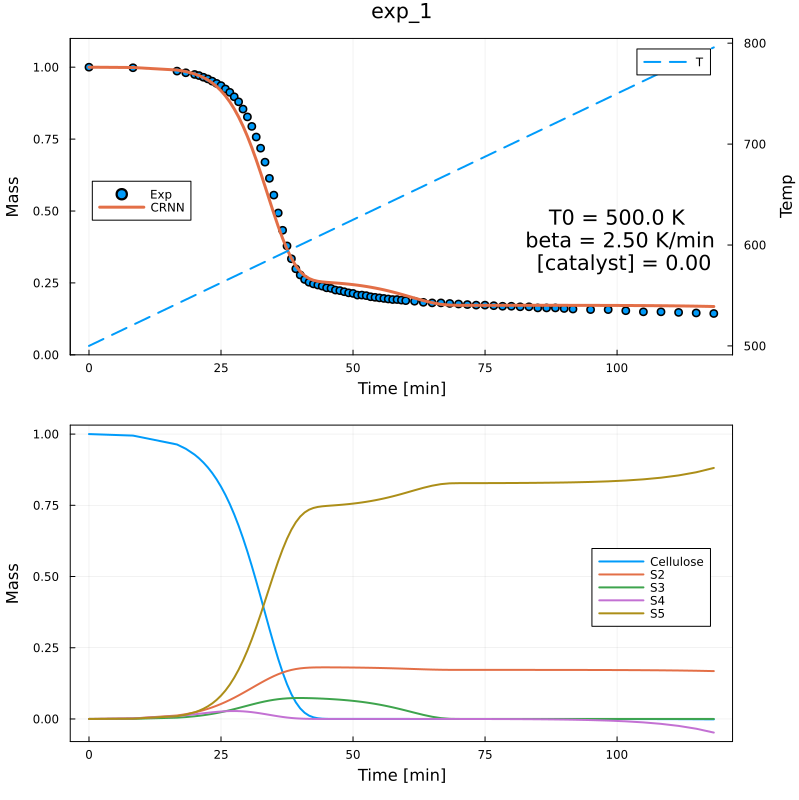 exp_1
1.00
0.75
0.50
0.25
0.00
Mass
800
700
600
500
Temp
T
Exp
CRNN
T0 = 500.0 K
beta = 2.50 K/min
[catalyst] = 0.00
0 25 50 75 100
Time [min]
1.00
0.75
0.50
0.25
0.00
Mass
Cellulose
S2
S3
S4
S5
0 25 50 75 100
Time [min]